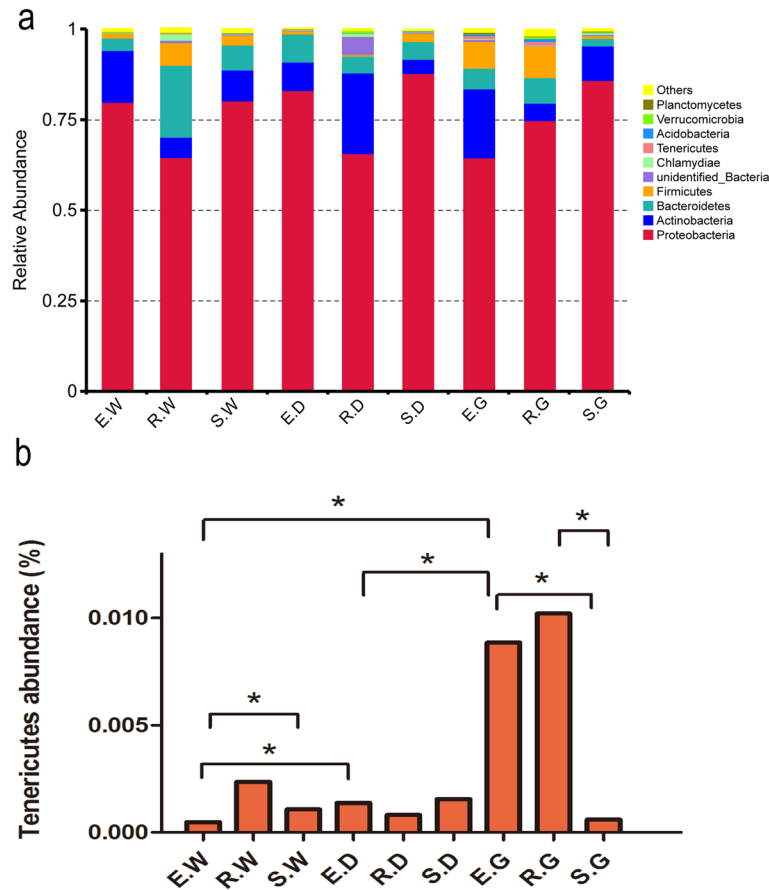 a
Relative Abundance
1
0.75
0.5
0.25
0
E.W
R.W
S.W
E.D
R.D
S.D
E.G
R.G
S.G
Others
Planctomycetes
Verrucomicrobia
Acidobacteria
Tenericutes
Chlamydiae
unidentified_Bacteria
Firmicutes
Bacteroidetes
Actinobacteria
Proteobacteria
b
Tenericutes abundance (%)
0.010
0.005
0.000
*
*
*
*
*
*
E.W
R.W
S.W
E.D
R.D
S.D
E.G
R.G
S.G